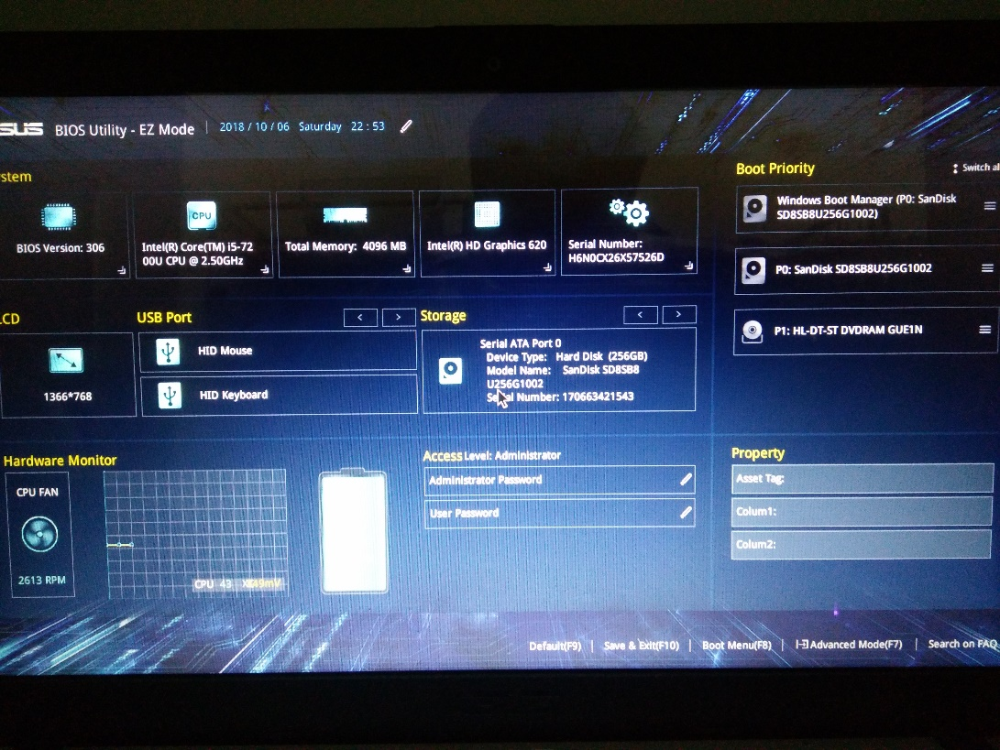 SUS BIOS Utility - EZ Mode 2018 / 10 / 06 Saturday 22 : 53
stem
BIOS Version: 306
CPU
Intel(R) Core(TM) i5-72
00U CPU @ 2.50GHz
Total Memory: 4096 MB
Intel(R) HD Graphics 620
Serial Number:
H6N0CX26X57526D
Boot Priority
Switch al
Windows Boot Manager (P0: SanDisk
SD8SB8U256G1002)
P0: SanDisk SD8SB8U256G1002
P1: HL-DT-ST DVDRAM GUE1N
CD
1366*768
USB Port < >
HID Mouse
HID Keyboard
Storage < >
Serial ATA Port 0
Device Type: Hard Disk (256GB)
Model Name: SanDisk SD8SB8
U256G1002
Serial Number: 170663421543
Hardware Monitor
CPU FAN
2613 RPM
CPU 43
Access Level: Administrator
Administrator Password
User Password
Property
Asset Tag:
Colum1:
Colum2:
Default(F9) | Save & Exit(F10) | Boot Menu(F8) | Advanced Mode(F7) | Search on FAQ